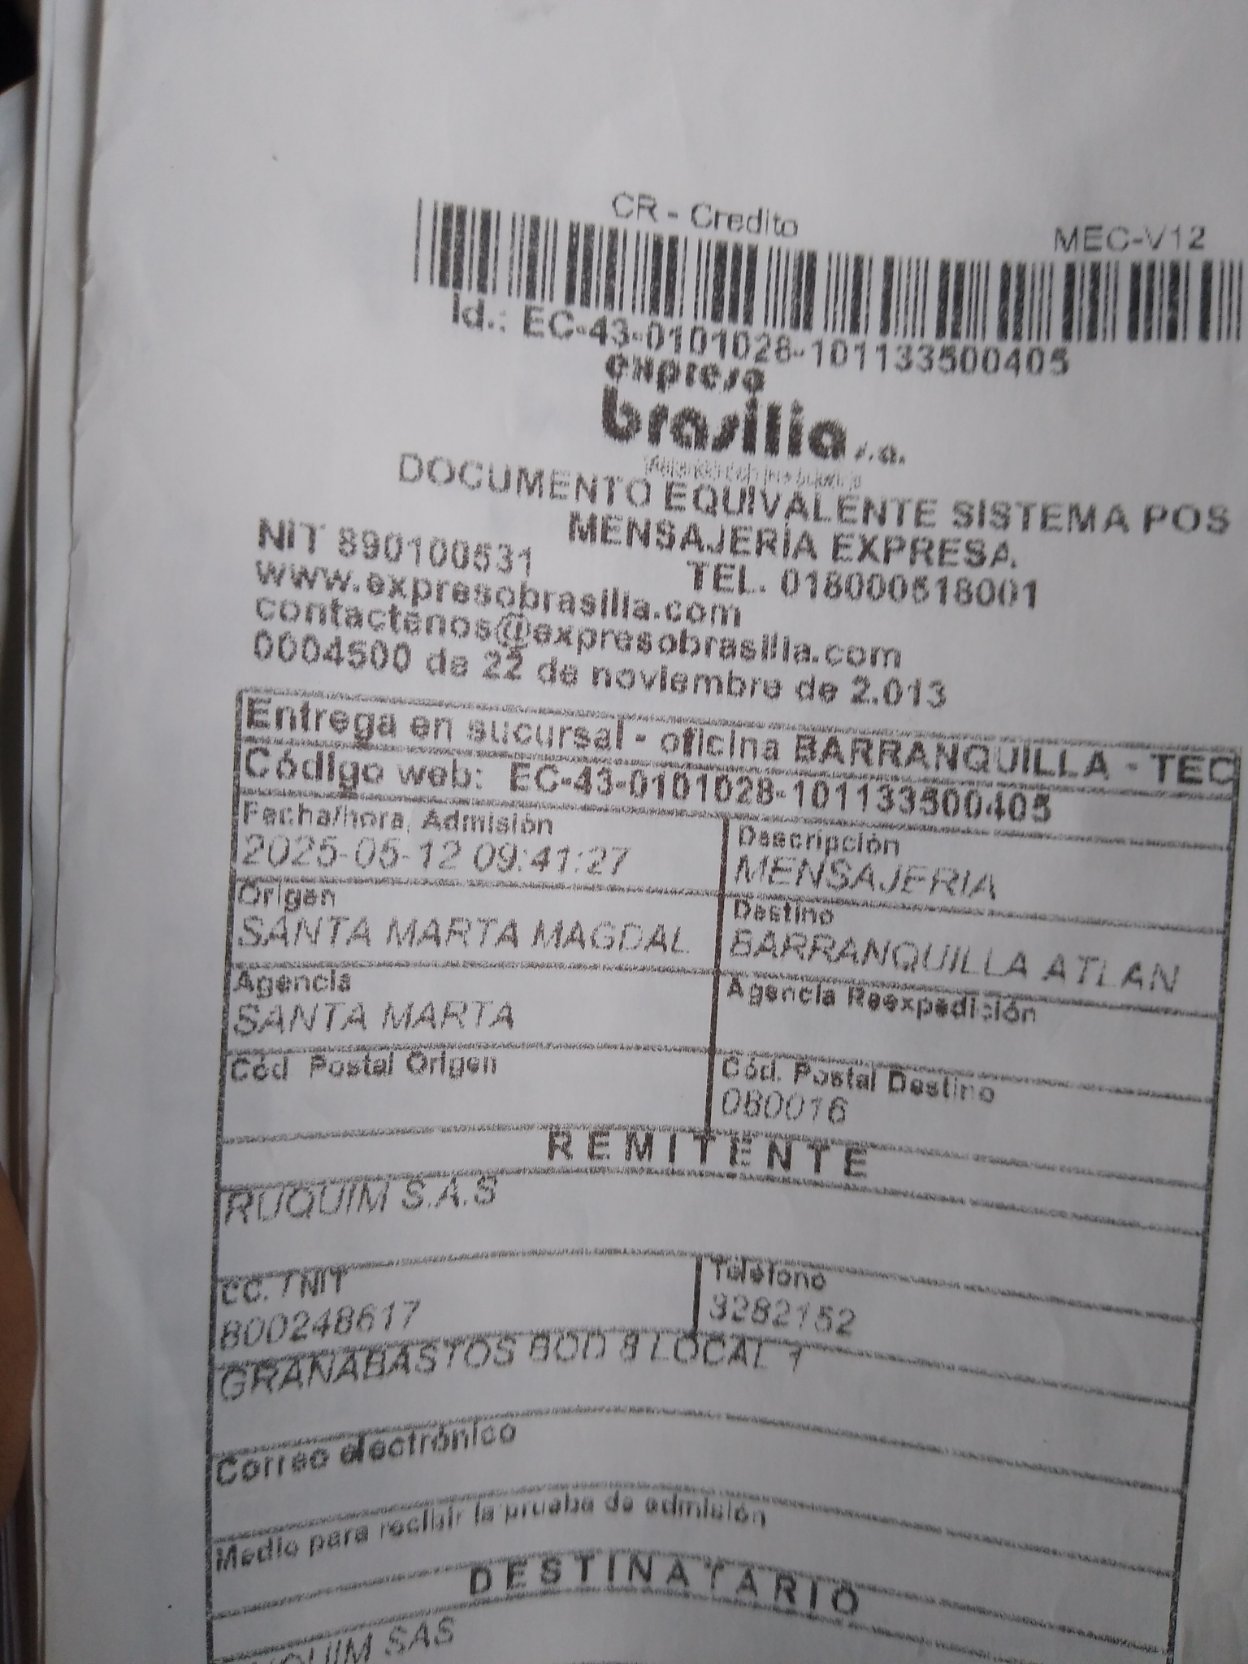 CR - Credito
MEC-V12
Id.: EC-43-0101028-101133500405
expreso
brasilia s.a.
DOCUMENTO EQUIVALENTE SISTEMA POS
MENSAJERÍA EXPRESA
NIT 890100531
TEL. 018000518001
www.expresobrasilia.com
contactenos@expresobrasilia.com
0004500 de 22 de noviembre de 2.013
Entrega en sucursal - oficina BARRANQUILLA - TEC
Código web: EC-43-0101028-101133500405
Fecha/hora Admisión
2025-05-12 09:41:27
Descripción
MENSAJERIA
Origen
SANTA MARTA MAGDAL
Destino
BARRANQUILLA ATLAN
Agencia
SANTA MARTA
Agencia Reexpedición
Cód Postal Origen
Cód. Postal Destino
080016
REMITENTE
RUQUIM S.A.S
CC. / NIT
800248617
Teléfono
3282152
GRANABASTOS BOD 8 LOCAL 1
Correo electrónico
Medio para recibir la prueba de admisión
DESTINATARIO
QUIM SAS